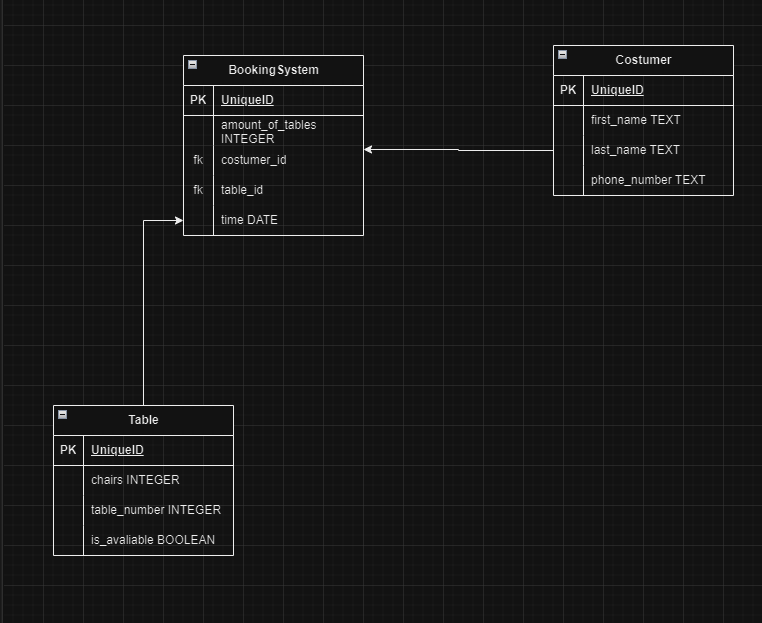 BookingSystem
PK UniqueID
amount_of_tables
INTEGER
fk costumer_id
fk table_id
time DATE
Costumer
PK UniqueID
first_name TEXT
last_name TEXT
phone_number TEXT
Table
PK UniqueID
chairs INTEGER
table_number INTEGER
is_avaliable BOOLEAN